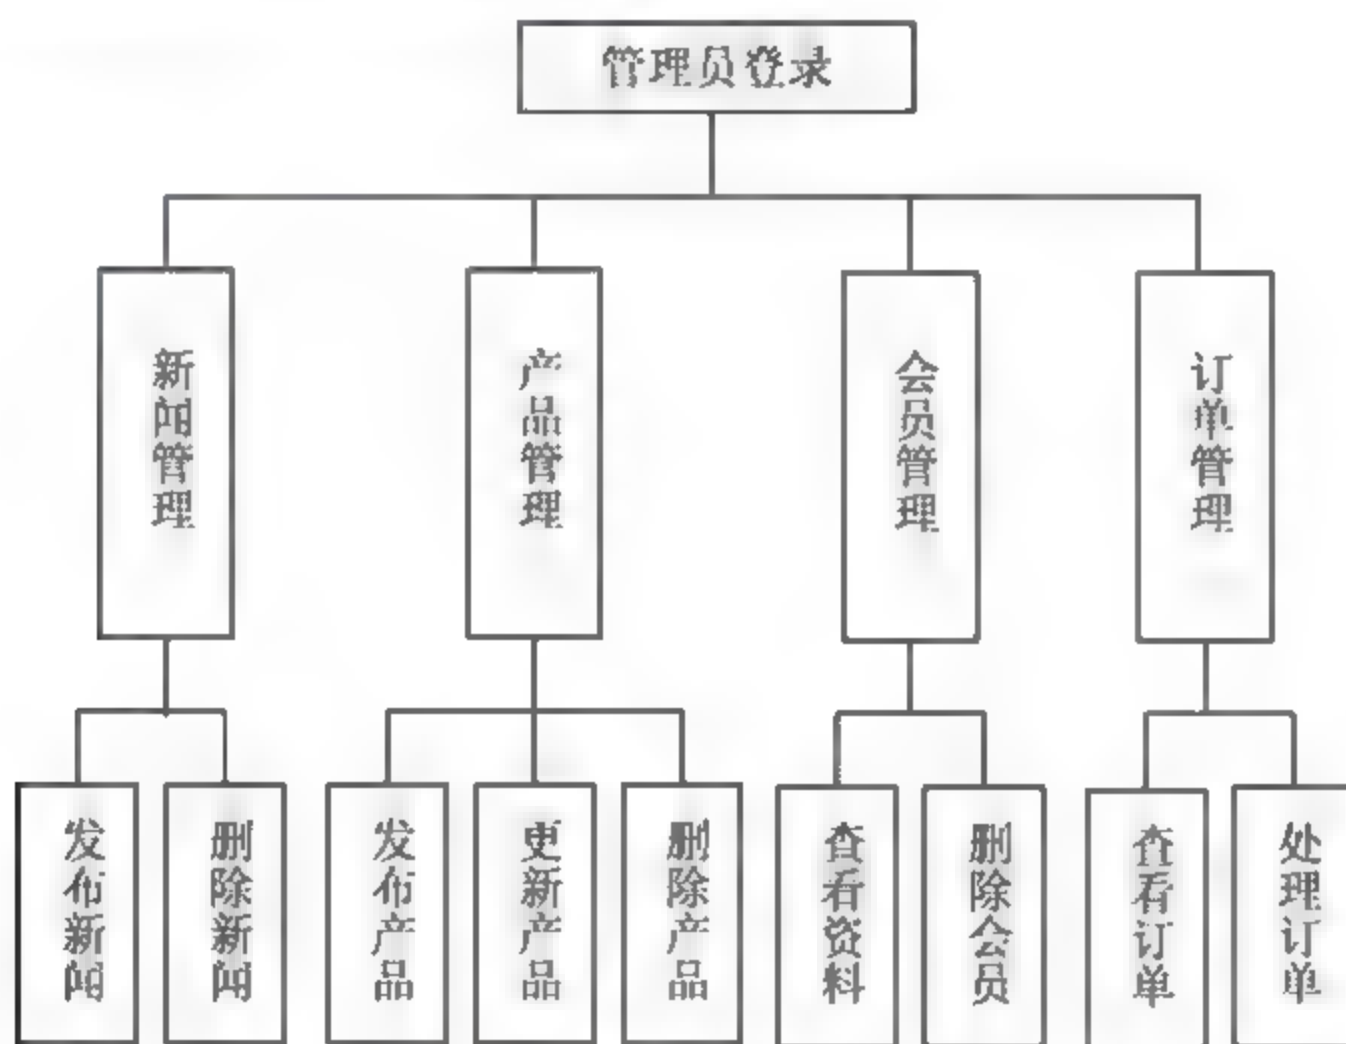 管理员登录
新闻管理
产品管理
会员管理
订单管理
发布新闻
删除新闻
发布产品
更新产品
删除产品
查看资料
删除会员
查看订单
处理订单